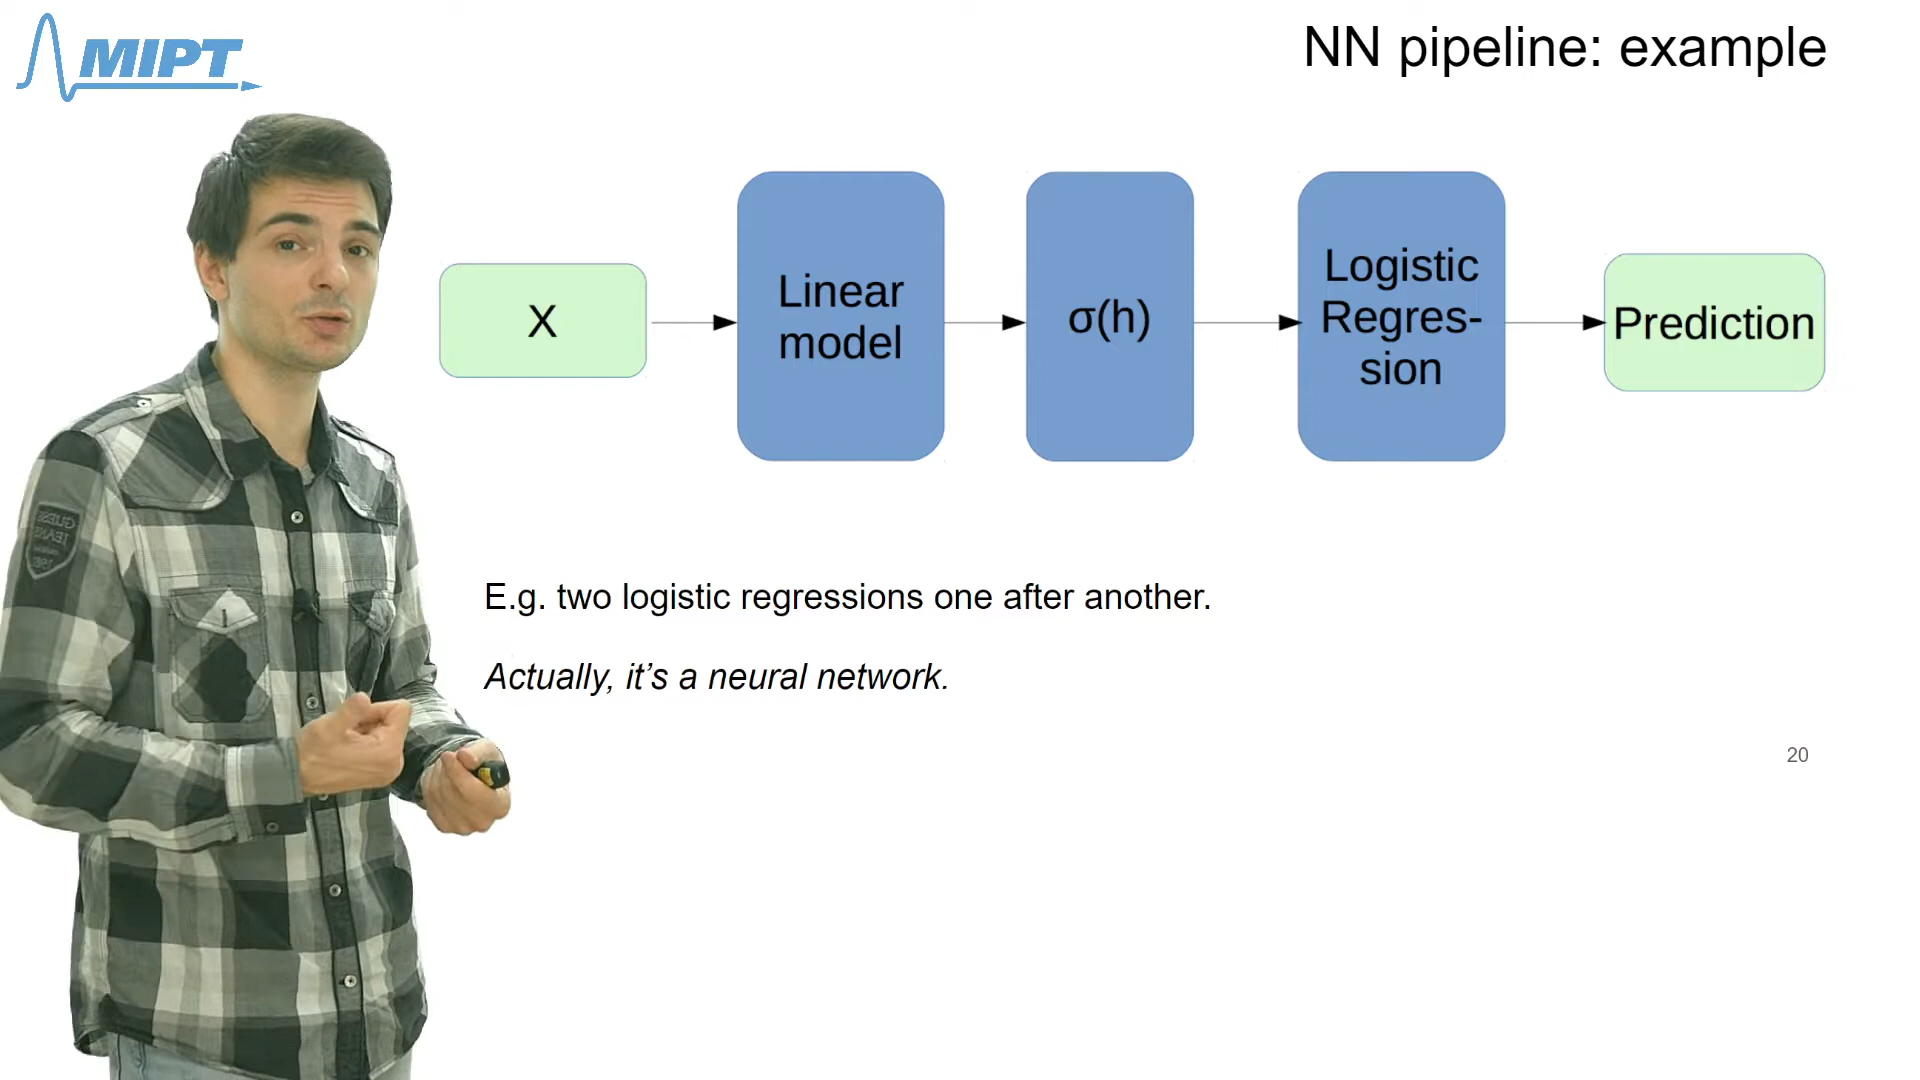 MIPT
NN pipeline: example
X
Linear
model
σ(h)
Logistic
Regres-
sion
Prediction
E.g. two logistic regressions one after another.
Actually, it’s a neural network.
20